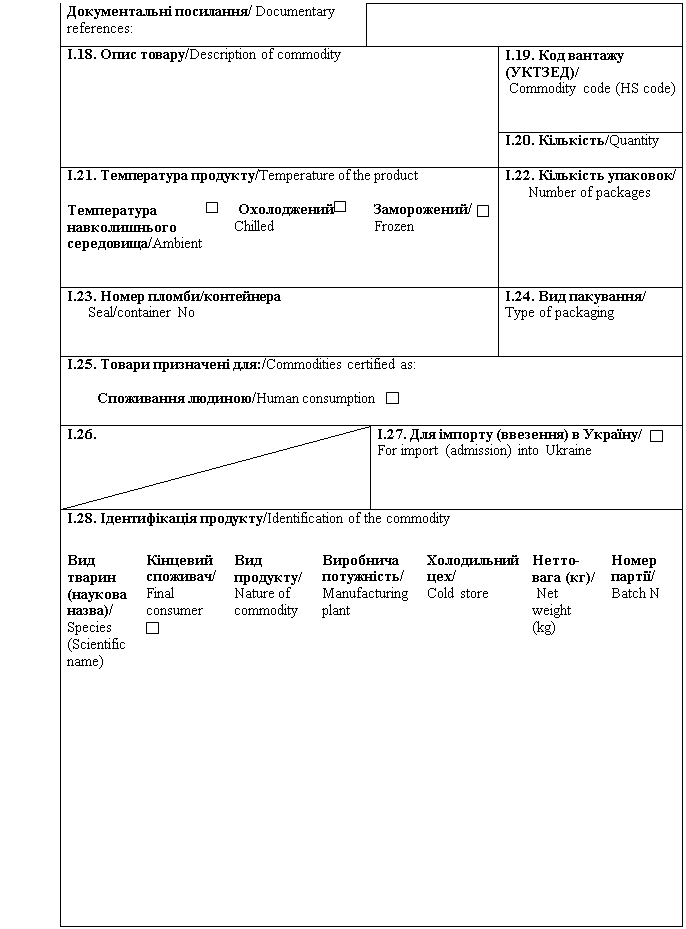 Документальні посилання/ Documentary
references:
I.18. Опис товару/Description of commodity
I.19. Код вантажу
(УКТЗЕД)/
Commodity code (HS code)
I.20. Кількість/Quantity
I.21. Температура продукту/Temperature of the product
I.22. Кількість упаковок/
Number of packages
Температура
навколишнього
середовища/Ambient
Охолоджений
Chilled
Заморожений/
Frozen
I.23. Номер пломби/контейнера
Seal/container No
I.24. Вид пакування/
Type of packaging
I.25. Товари призначені для:/Commodities certified as:
Споживання людиною/Human consumption
I.26.
I.27. Для імпорту (ввезення) в Україну/
For import (admission) into Ukraine
I.28. Ідентифікація продукту/Identification of the commodity
Вид
тварин
(наукова
назва)/
Species
(Scientific
name)
Кінцевий
споживач/
Final
consumer
Вид
продукту/
Nature of
commodity
Виробнича
потужність/
Manufacturing
plant
Холодильний
цех/
Cold store
Нетто-
вага (кг)/
Net
weight
(kg)
Номер
партії/
Batch N